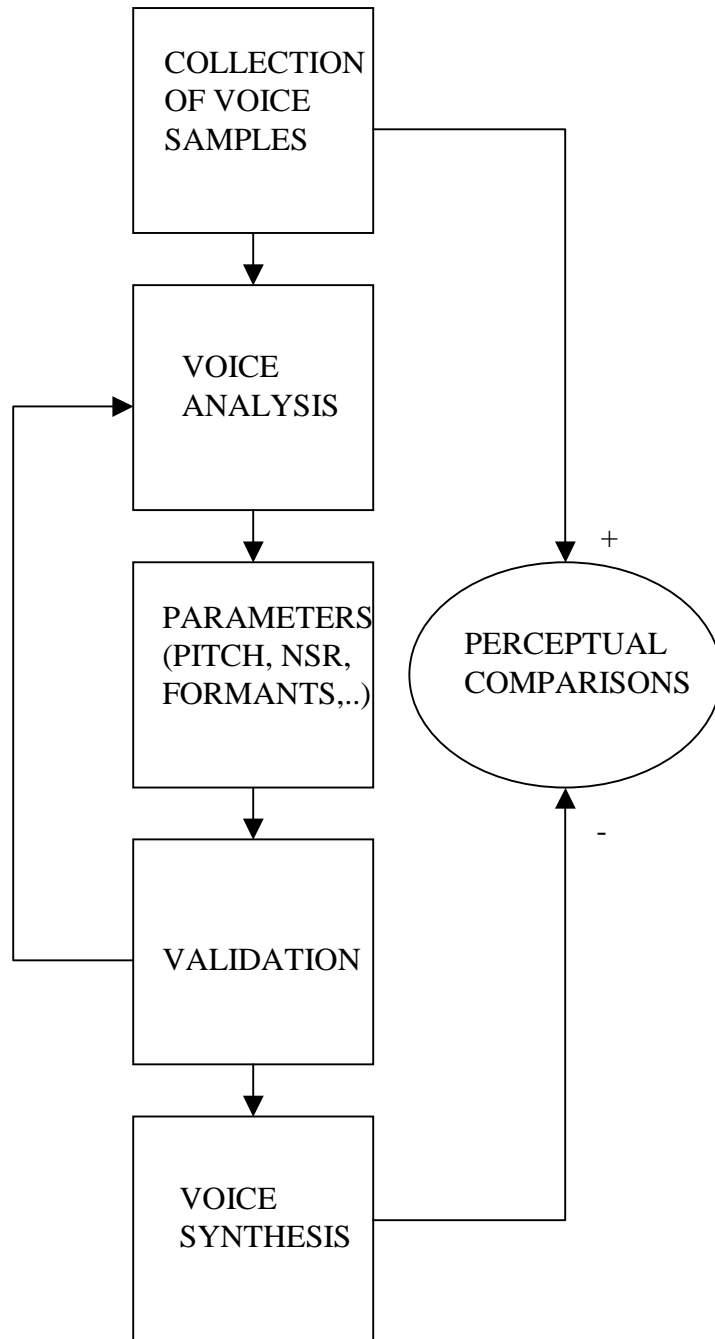 COLLECTION
OF VOICE
SAMPLES
VOICE
ANALYSIS
+
PARAMETERS
(PITCH, NSR,
FORMANTS,..)
PERCEPTUAL
COMPARISONS
-
VALIDATION
VOICE
SYNTHESIS